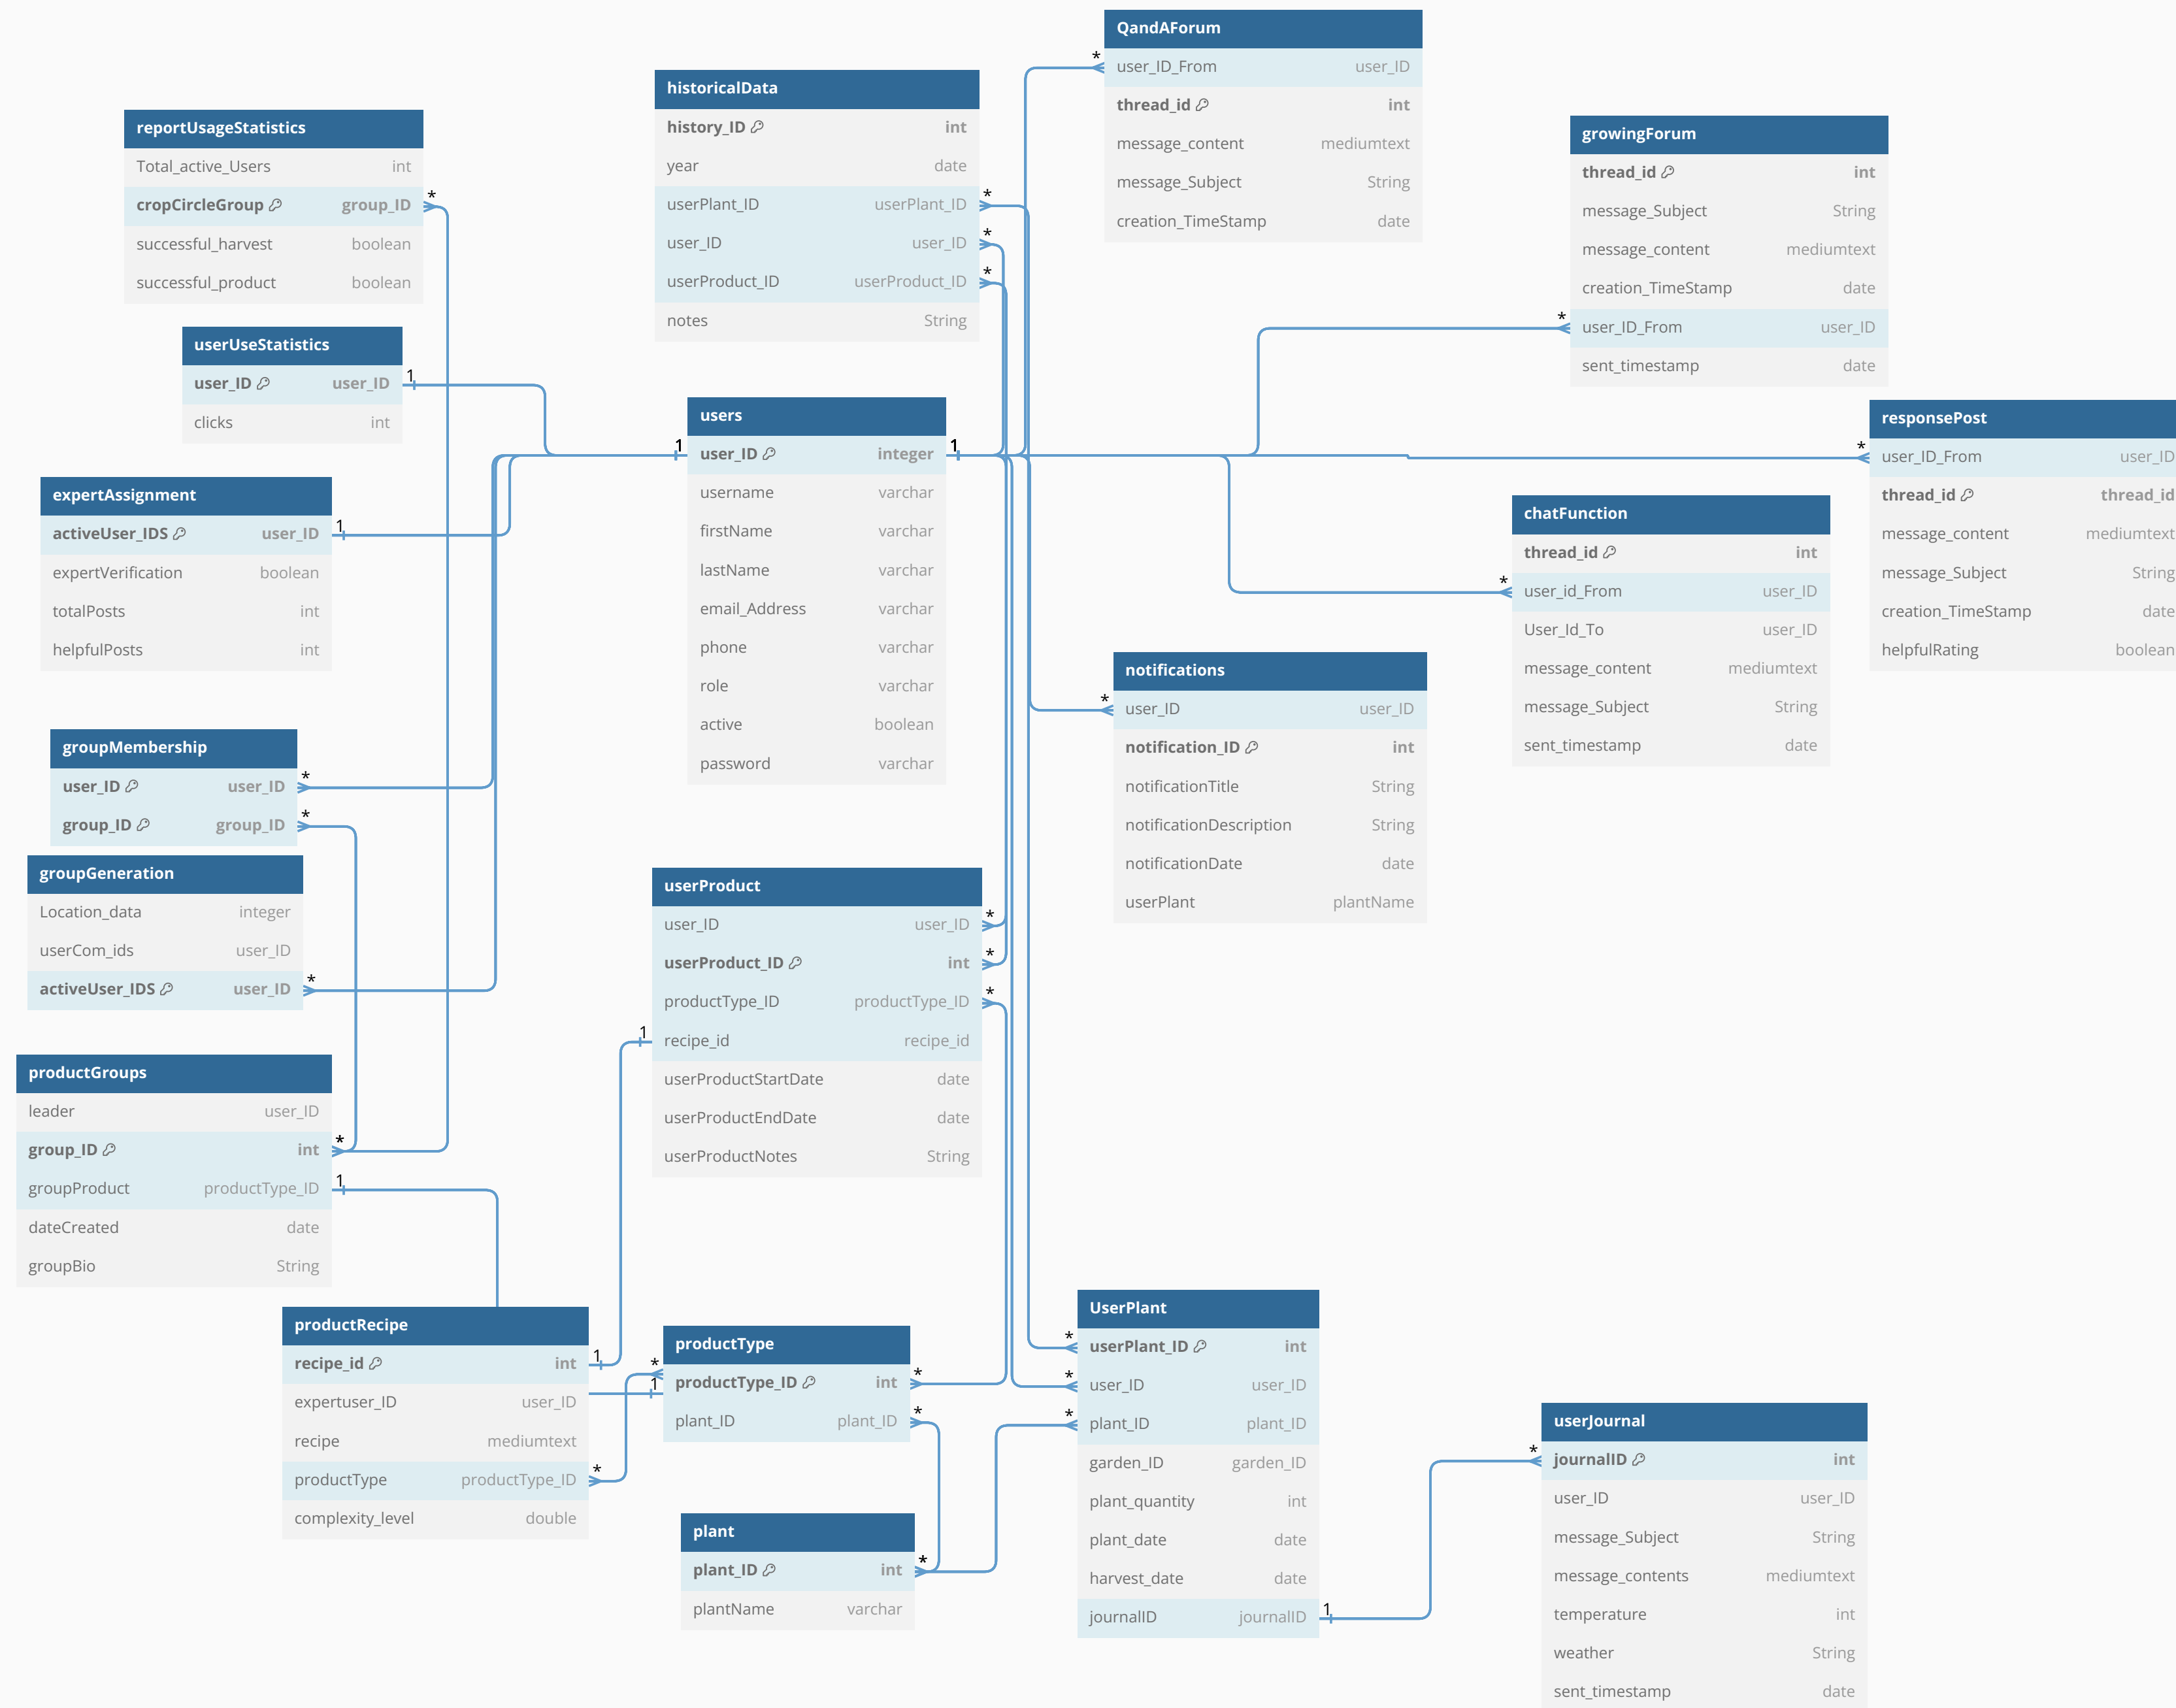 QandAForum
* user_ID_From user_ID
thread_id int
message_content mediumtext
message_Subject String
creation_TimeStamp date
historicalData
history_ID int
year date
userPlant_ID userPlant_ID *
user_ID user_ID *
userProduct_ID userProduct_ID *
notes String
reportUsageStatistics
Total_active_Users int
cropCircleGroup group_ID *
successful_harvest boolean
successful_product boolean
growingForum
thread_id int
message_Subject String
message_content mediumtext
creation_TimeStamp date
* user_ID_From user_ID
sent_timestamp date
userUseStatistics
user_ID user_ID 1
clicks int
users
1 user_ID integer 1
username varchar
firstName varchar
lastName varchar
email_Address varchar
phone varchar
role varchar
active boolean
password varchar
responsePost
* user_ID_From user_ID
thread_id thread_id
message_content mediumtext
message_Subject String
creation_TimeStamp date
helpfulRating boolean
expertAssignment
activeUser_IDS user_ID 1
expertVerification boolean
totalPosts int
helpfulPosts int
chatFunction
thread_id int
* user_id_From user_ID
User_Id_To user_ID
message_content mediumtext
message_Subject String
sent_timestamp date
notifications
* user_ID user_ID
notification_ID int
notificationTitle String
notificationDescription String
notificationDate date
userPlant plantName
groupMembership
user_ID user_ID *
group_ID group_ID *
groupGeneration
Location_data integer
userCom_ids user_ID
activeUser_IDS user_ID *
userProduct
user_ID user_ID *
userProduct_ID int *
productType_ID productType_ID *
1 recipe_id recipe_id
userProductStartDate date
userProductEndDate date
userProductNotes String
productGroups
leader user_ID
group_ID int *
groupProduct productType_ID 1
dateCreated date
groupBio String
productRecipe
recipe_id int 1
expertuser_ID user_ID
recipe mediumtext
productType productType_ID *
complexity_level double
productType
*
1 productType_ID int *
plant_ID plant_ID *
UserPlant
* userPlant_ID int
* user_ID user_ID
* plant_ID plant_ID
garden_ID garden_ID
plant_quantity int
plant_date date
harvest_date date
journalID journalID 1
plant
plant_ID int *
plantName varchar
userJournal
* journalID int
user_ID user_ID
message_Subject String
message_contents mediumtext
temperature int
weather String
sent_timestamp date